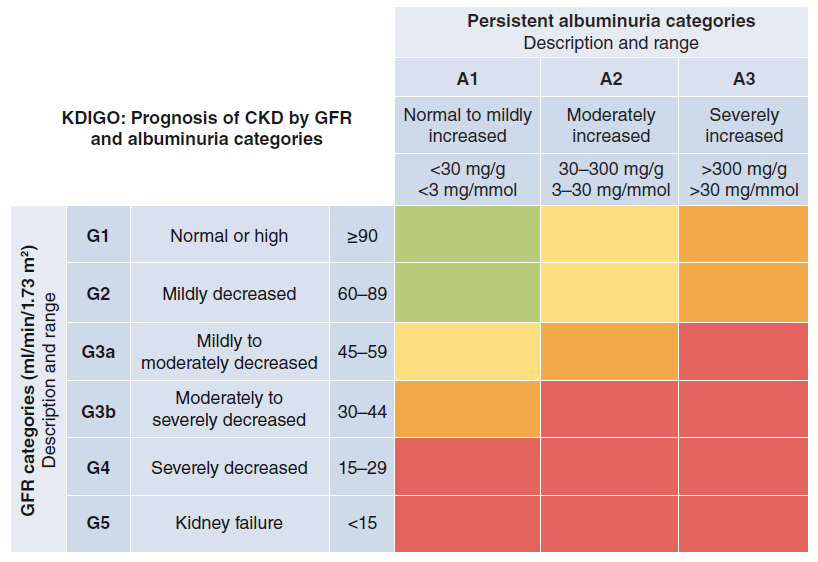 Persistent albuminuria categories
Description and range
A1
A2
A3
KDIGO: Prognosis of CKD by GFR
and albuminuria categories
Normal to mildly
increased
Moderately
increased
Severely
increased
<30 mg/g
<3 mg/mmol
30–300 mg/g
3–30 mg/mmol
>300 mg/g
>30 mg/mmol
GFR categories (ml/min/1.73 m²)
Description and range
G1
Normal or high
≥90
G2
Mildly decreased
60–89
G3a
Mildly to
moderately decreased
45–59
G3b
Moderately to
severely decreased
30–44
G4
Severely decreased
15–29
G5
Kidney failure
<15